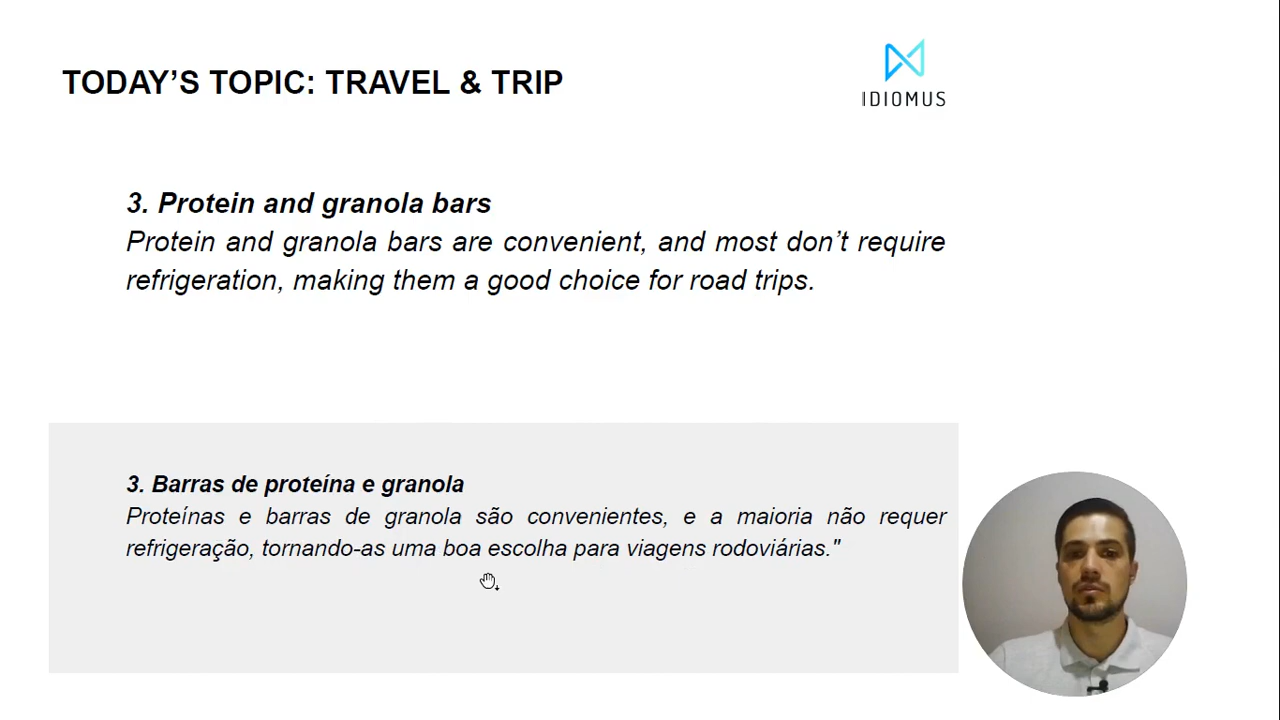 TODAY’S TOPIC: TRAVEL & TRIP
IDIOMUS
3. Protein and granola bars
Protein and granola bars are convenient, and most don’t require
refrigeration, making them a good choice for road trips.
3. Barras de proteína e granola
Proteínas e barras de granola são convenientes, e a maioria não requer
refrigeração, tornando-as uma boa escolha para viagens rodoviárias."